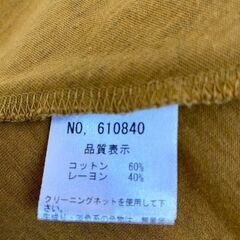 NO, 610840
品質表示
コットン 60%
レーヨン 40%
クリーニングネットを使用して
下さい。